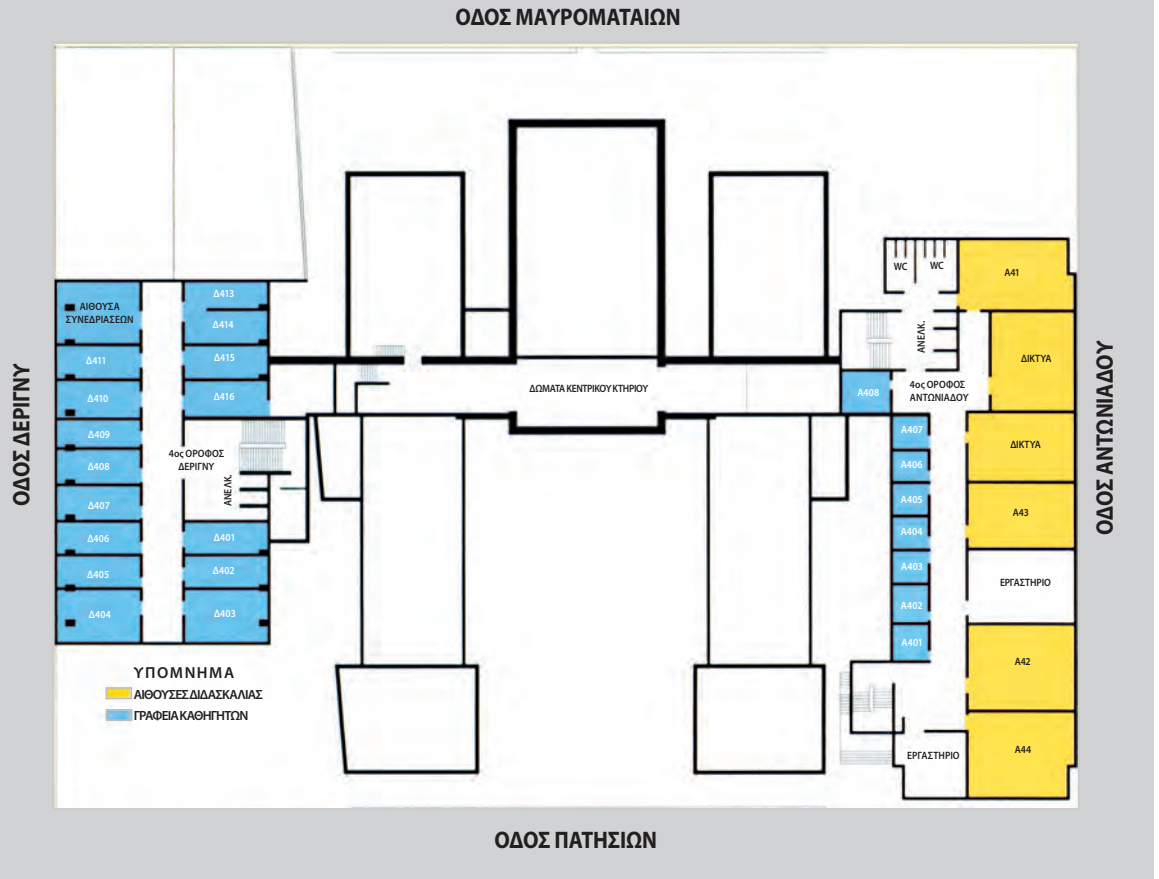 ΟΔΟΣ ΜΑΥΡΟΜΑΤΑΙΩΝ
ΟΔΟΣ ΔΕΡΙΓΝΥ
ΑΙΘΟΥΣΑ
ΣΥΝΕΔΡΙΑΣΕΩΝ
Δ411
Δ410
Δ409
Δ408
Δ407
Δ406
Δ405
Δ404
Δ413
Δ414
Δ415
Δ416
4ος ΟΡΟΦΟΣ
ΔΕΡΙΓΝΥ
ΑΝΕΛΚ.
Δ401
Δ402
Δ403
ΔΩΜΑΤΑ ΚΕΝΤΡΙΚΟΥ ΚΤΗΡΙΟΥ
WC
WC
Α41
ΑΝΕΛΚ.
ΔΙΚΤΥΑ
4ος ΟΡΟΦΟΣ
ΑΝΤΩΝΙΑΔΟΥ
Α408
Α407
Α406
Α405
Α404
Α403
Α402
Α401
ΔΙΚΤΥΑ
Α43
ΕΡΓΑΣΤΗΡΙΟ
Α42
Α44
ΕΡΓΑΣΤΗΡΙΟ
ΟΔΟΣ ΑΝΤΩΝΙΑΔΟΥ
ΥΠΟΜΝΗΜΑ
ΑΙΘΟΥΣΕΣ ΔΙΔΑΣΚΑΛΙΑΣ
ΓΡΑΦΕΙΑ ΚΑΘΗΓΗΤΩΝ
ΟΔΟΣ ΠΑΤΗΣΙΩΝ